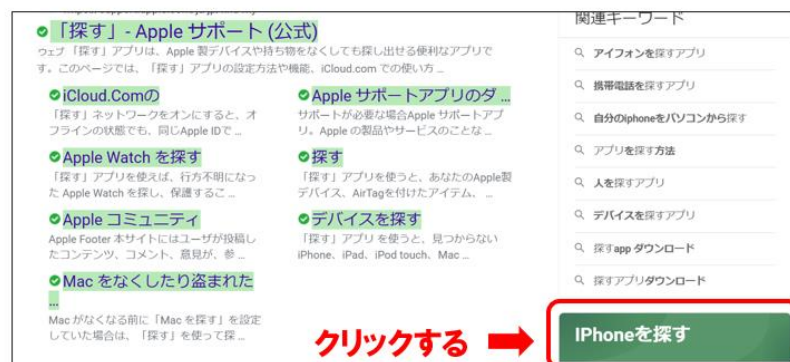 「探す」 - Apple サポート (公式)
ウェブ 「探す」アプリは、Apple 製デバイスや持ち物をなくしても探し出せる便利なアプリで
す。このページでは、「探す」アプリの設定方法や機能、iCloud.com での使い方 ...
iCloud.Comの
「探す」ネットワークをオンにすると、オ
フラインの状態でも、同じApple IDで ...
Apple サポートアプリのダ ...
サポートが必要な場合Apple サポートアプ
リ。Apple の製品やサービスのことな ...
Apple Watch を探す
「探す」アプリを使えば、行方不明になっ
た Apple Watch を探し、保護するこ ...
探す
「探す」アプリを使うと、あなたのApple製
デバイス、AirTagを付けたアイテム、 ...
Apple コミュニティ
Apple Footer 本サイトにはユーザが投稿し
たコンテンツ、コメント、意見が、参 ...
デバイスを探す
「探す」アプリ を使うと、見つからない
iPhone、iPad、iPod touch、Mac ...
Mac をなくしたり盗まれた
...
Mac がなくなる前に「Mac を探す」を設定
していた場合は、「探す」を使って探 ...
関連キーワード
アイフォンを探すアプリ
携帯電話を探すアプリ
自分のiphoneをパソコンから探す
アプリを探す方法
人を探すアプリ
デバイスを探すアプリ
探すapp ダウンロード
探すアプリダウンロード
クリックする
IPhoneを探す